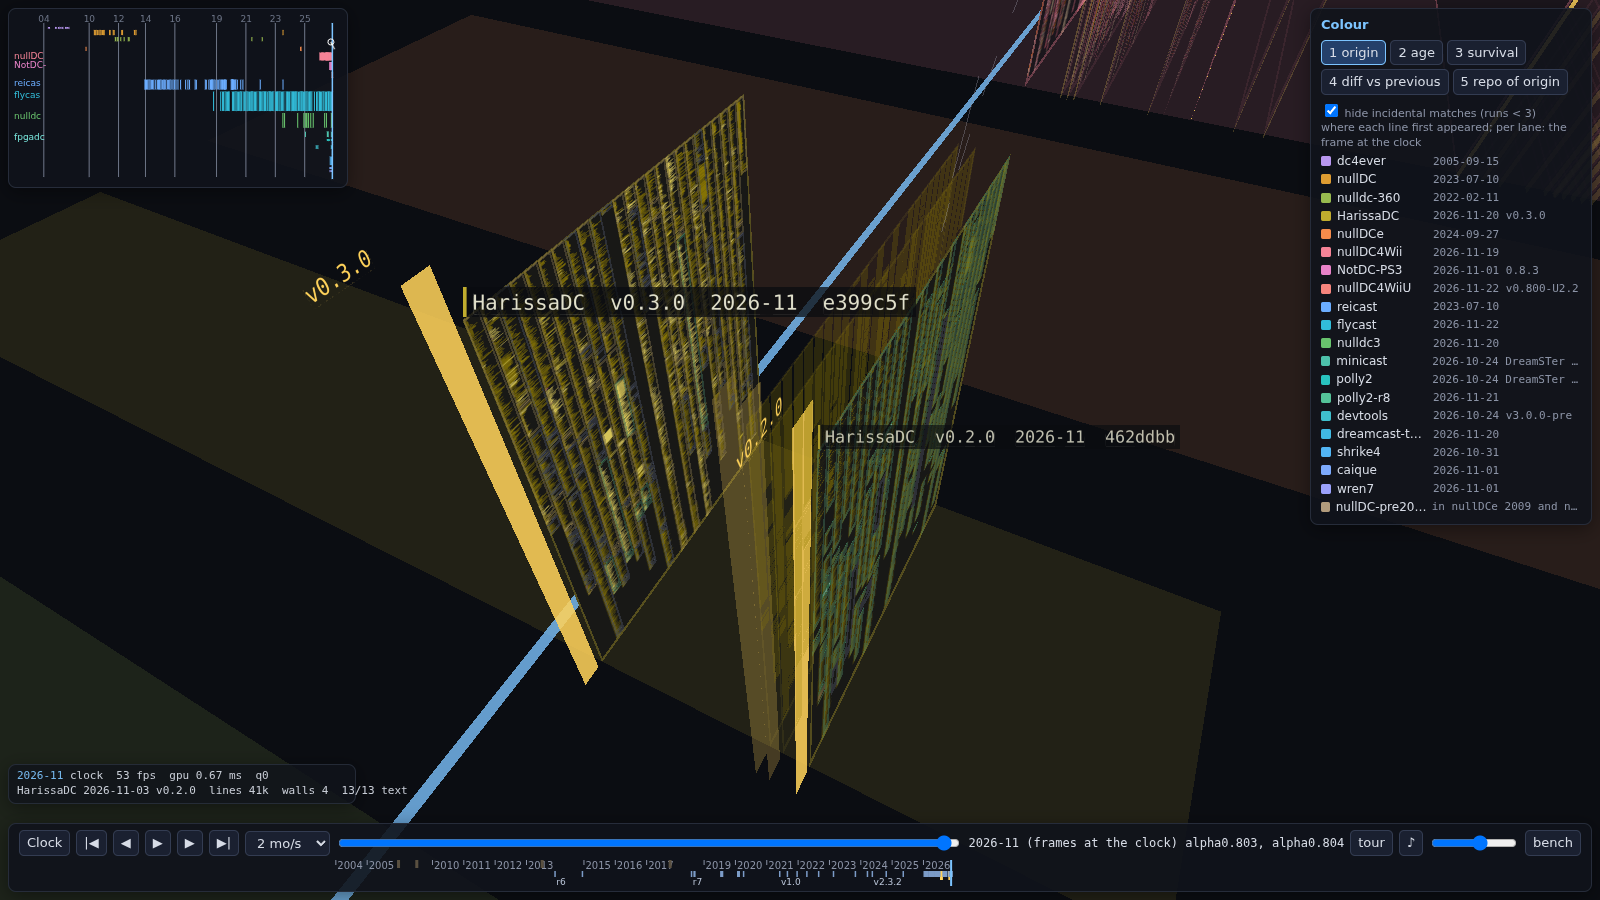 04 10 12 14 16 19 21 23 25
nullDC
NotDC-
reicas
flycas
nulldc
fpgadc
Colour
1 origin 2 age 3 survival
4 diff vs previous 5 repo of origin
hide incidental matches (runs < 3)
where each line first appeared; per lane: the
frame at the clock
dc4ever 2005-09-15
nullDC 2023-07-10
nulldc-360 2022-02-11
HarissaDC 2026-11-20 v0.3.0
nullDCe 2024-09-27
nullDC4Wii 2026-11-19
NotDC-PS3 2026-11-01 0.8.3
nullDC4WiiU 2026-11-22 v0.800-U2.2
reicast 2023-07-10
flycast 2026-11-22
nulldc3 2026-11-20
minicast 2026-10-24 DreamSTer …
polly2 2026-10-24 DreamSTer …
polly2-r8 2026-11-21
devtools 2026-10-24 v3.0.0-pre
dreamcast-t… 2026-11-20
shrike4 2026-10-31
caique 2026-11-01
wren7 2026-11-01
nullDC-pre20… in nullDCe 2009 and n…
v0.3.0
HarissaDC v0.3.0 2026-11 e399c5f
v0.2.0
HarissaDC v0.2.0 2026-11 462ddbb
2026-11 clock 53 fps gpu 0.67 ms q0
HarissaDC 2026-11-03 v0.2.0 lines 41k walls 4 13/13 text
Clock |◀ ◀ ▶ ▶ ▶| 2 mo/s 2026-11 (frames at the clock) alpha0.803, alpha0.804 tour ♪ bench
2004 2005 2010 2011 2012 2013 2015 2016 2017 2019 2020 2021 2022 2023 2024 2025 2026
r6 r7 v1.0 v2.3.2